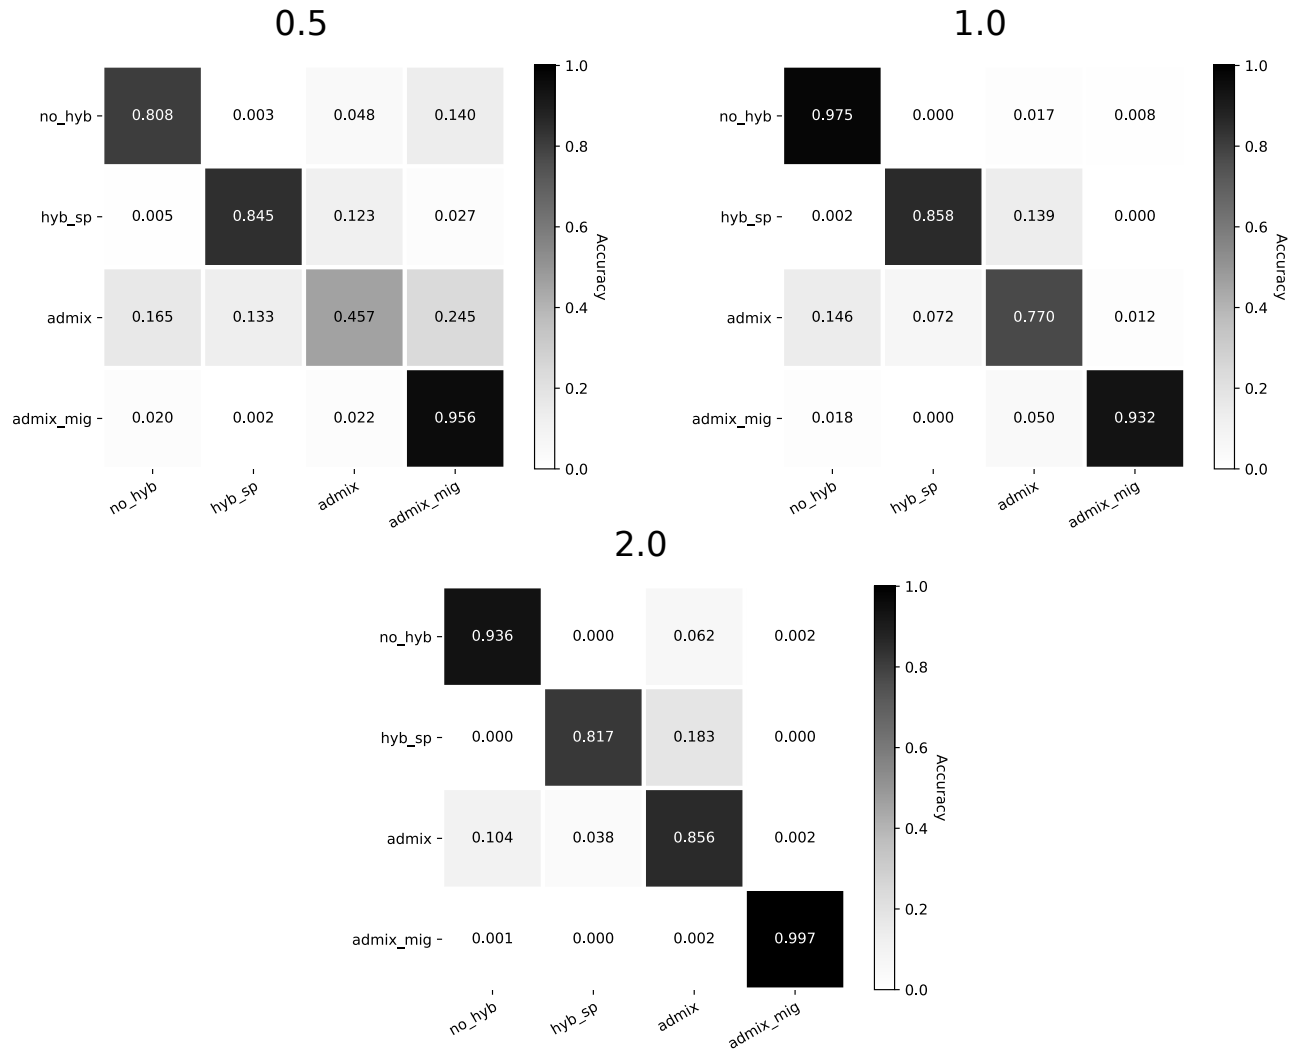 0.5
no_hyb 0.808 0.003 0.048 0.140
hyb_sp 0.005 0.845 0.123 0.027
admix 0.165 0.133 0.457 0.245
admix_mig 0.020 0.002 0.022 0.956
no_hyb hyb_sp admix admix_mig
1.0
0.8
0.6
0.4
0.2
0.0
Accuracy
1.0
no_hyb 0.975 0.000 0.017 0.008
hyb_sp 0.002 0.858 0.139 0.000
admix 0.146 0.072 0.770 0.012
admix_mig 0.018 0.000 0.050 0.932
no_hyb hyb_sp admix admix_mig
1.0
0.8
0.6
0.4
0.2
0.0
Accuracy
2.0
no_hyb 0.936 0.000 0.062 0.002
hyb_sp 0.000 0.817 0.183 0.000
admix 0.104 0.038 0.856 0.002
admix_mig 0.001 0.000 0.002 0.997
no_hyb hyb_sp admix admix_mig
1.0
0.8
0.6
0.4
0.2
0.0
Accuracy